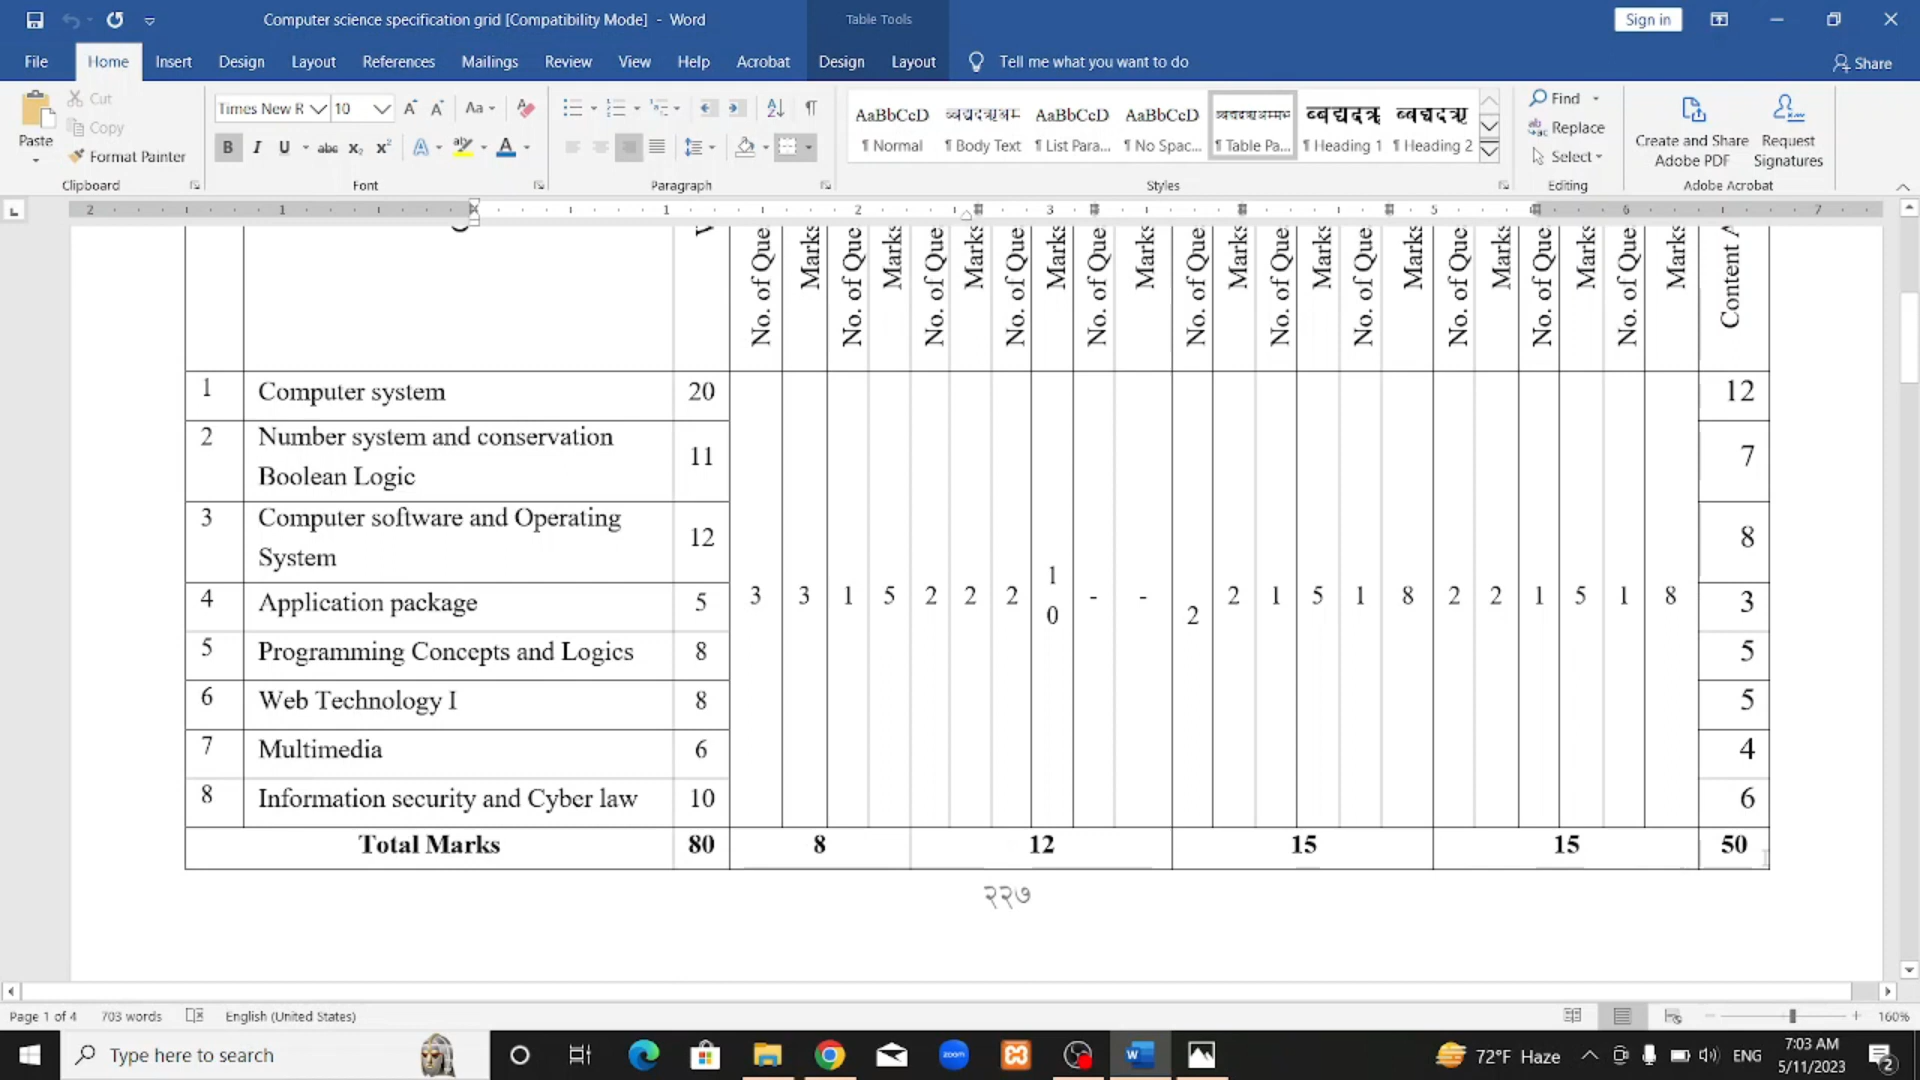 Computer science specification grid [Compatibility Mode] - Word
Table Tools
Sign in
File Home Insert Design Layout References Mailings Review View Help Acrobat Design Layout Tell me what you want to do Share
Paste
Cut
Copy
Format Painter
Clipboard
Times New R 10
Font
Paragraph
AaBbCcD
¶ Normal
¶ Body Text
AaBbCcD
¶ List Para...
AaBbCcD
¶ No Spac...
¶ Table Pa...
¶ Heading 1
¶ Heading 2
Styles
Find
Replace
Select
Editing
Create and Share
Adobe PDF
Request
Signatures
Adobe Acrobat
2 1 1 2 3 5 6 7
No. of Que Marks No. of Que Marks No. of Que Marks No. of Que Marks No. of Que Marks No. of Que Marks No. of Que Marks No. of Que Marks No. of Que Marks No. of Que Marks No. of Que Marks Content
1 Computer system 20 12
2 Number system and conservation
Boolean Logic 11 7
3 Computer software and Operating
System 12 8
4 Application package 5 3
3 3 1 5 2 2 2 10 - - 2 2 1 5 1 8 2 2 1 5 1 8
5 Programming Concepts and Logics 8 5
6 Web Technology I 8 5
7 Multimedia 6 4
8 Information security and Cyber law 10 6
Total Marks 80 8 12 15 15 50
२२७
Page 1 of 4 703 words English (United States) 160%
Type here to search
zoom
72°F Haze
ENG
7:03 AM
5/11/2023
2